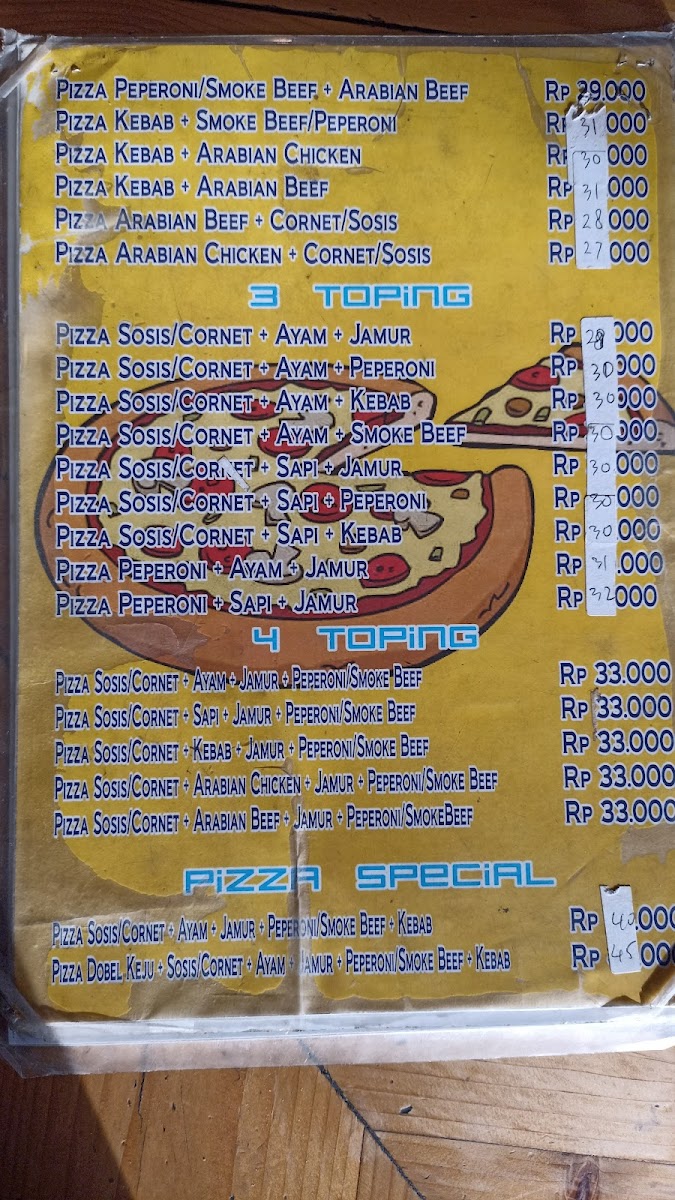 Pizza Peperoni/Smoke Beef + Arabian Beef Rp 29.000
Pizza Kebab + Smoke Beef/Peperoni Rp 31.000
Pizza Kebab + Arabian Chicken Rp 30.000
Pizza Kebab + Arabian Beef Rp 31.000
Pizza Arabian Beef + Cornet/Sosis Rp 28.000
Pizza Arabian Chicken + Cornet/Sosis Rp 27.000
3 TOPiNG
Pizza Sosis/Cornet + Ayam + Jamur Rp 000
Pizza Sosis/Cornet + Ayam + Peperoni Rp 30.000
Pizza Sosis/Cornet + Ayam + Kebab Rp 30.000
Pizza Sosis/Cornet + Ayam + Smoke Beef Rp 30.000
Pizza Sosis/Cornet + Sapi + Jamur Rp 30.000
Pizza Sosis/Cornet + Sapi + Peperoni Rp 30.000
Pizza Sosis/Cornet + Sapi + Kebab Rp 30.000
Pizza Peperoni + Ayam + Jamur Rp 31.000
Pizza Peperoni + Sapi + Jamur Rp 32.000
4 TOPiNG
Pizza Sosis/Cornet + Ayam + Jamur + Peperoni/Smoke Beef Rp 33.000
Pizza Sosis/Cornet + Sapi + Jamur + Peperoni/Smoke Beef Rp 33.000
Pizza Sosis/Cornet + Kebab + Jamur + Peperoni/Smoke Beef Rp 33.000
Pizza Sosis/Cornet + Arabian Chicken + Jamur + Peperoni/Smoke Beef Rp 33.000
Pizza Sosis/Cornet + Arabian Beef + Jamur + Peperoni/SmokeBeef Rp 33.000
PiZZA SPECiAL
Pizza Sosis/Cornet + Ayam + Jamur + Peperoni/Smoke Beef + Kebab Rp 40.000
Pizza Dobel Keju + Sosis/Cornet + Ayam + Jamur + Peperoni/Smoke Beef + Kebab Rp 45.000